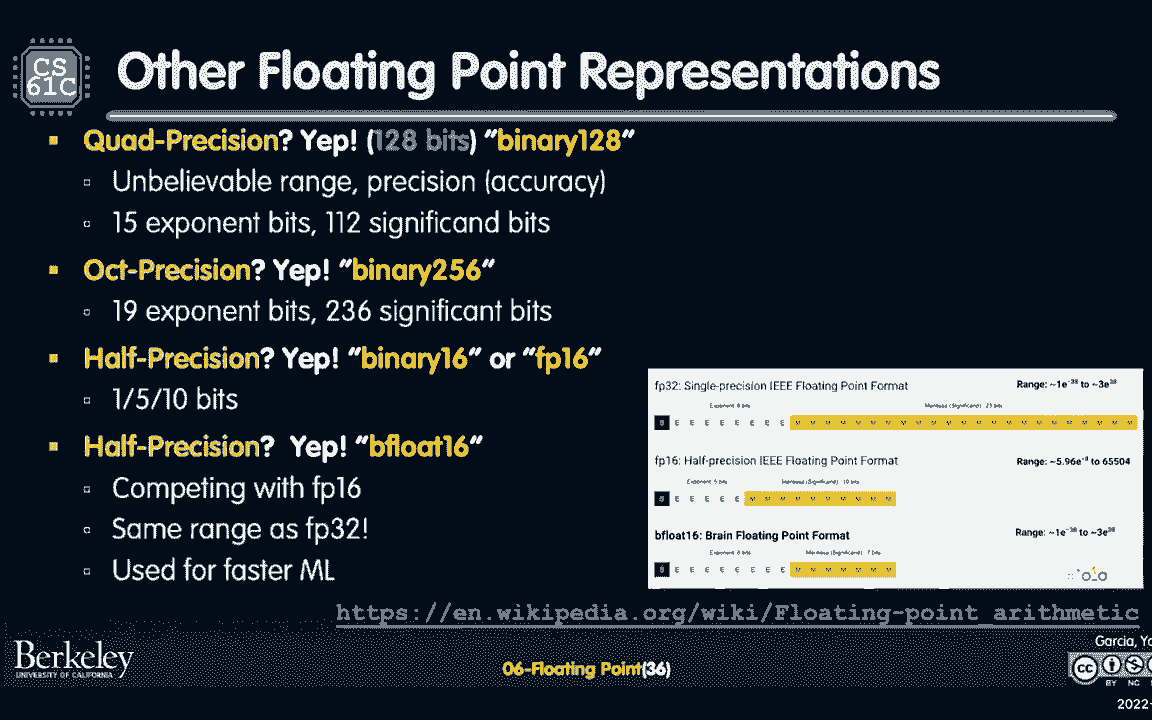 CS
61C
Other Floating Point Representations
▪ Quad-Precision? Yep! (128 bits) "binary128"
▫ Unbelievable range, precision (accuracy)
▫ 15 exponent bits, 112 significand bits
▪ Oct-Precision? Yep! "binary256"
▫ 19 exponent bits, 236 significant bits
▪ Half-Precision? Yep! "binary16" or "fp16"
▫ 1/5/10 bits
▪ Half-Precision? Yep! "bfloat16"
▫ Competing with fp16
▫ Same range as fp32!
▫ Used for faster ML
fp32: Single-precision IEEE Floating Point Format Range: ~1e⁻³⁸ to ~3e³⁸
Exponent 8 bits Mantissa (Significand) 23 bits
S E E E E E E E E M M M M M M M M M M M M M M M M M M M M M M M
fp16: Half-precision IEEE Floating Point Format Range: ~5.96e⁻⁸ to 65504
Exponent 5 bits Mantissa (Significand) 10 bits
S E E E E E M M M M M M M M M M
bfloat16: Brain Floating Point Format Range: ~1e⁻³⁸ to ~3e³⁸
Exponent 8 bits Mantissa (Significand) 7 bits
S E E E E E E E E M M M M M M M
https://en.wikipedia.org/wiki/Floating-point_arithmetic
Berkeley
UNIVERSITY OF CALIFORNIA
06-Floating Point(36)
Garcia,
cc
BY NC
2022-